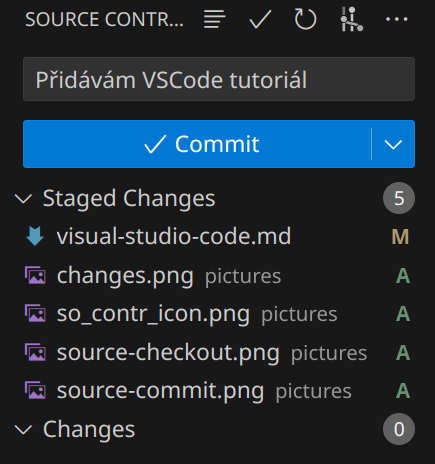 SOURCE CONTR...
Přidávám VSCode tutoriál
Commit
Staged Changes 5
visual-studio-code.md M
changes.png pictures A
so_contr_icon.png pictures A
source-checkout.png pictures A
source-commit.png pictures A
Changes 0